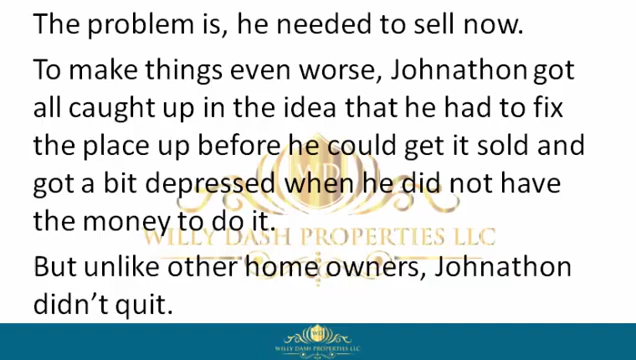 The problem is, he needed to sell now.
To make things even worse, Johnathon got
all caught up in the idea that he had to fix
the place up before he could get it sold and
got a bit depressed when he did not have
the money to do it.
WILLY DASH PROPERTIES LLC
But unlike other home owners, Johnathon
didn't quit.
WILLY DASH PROPERTIES LLC